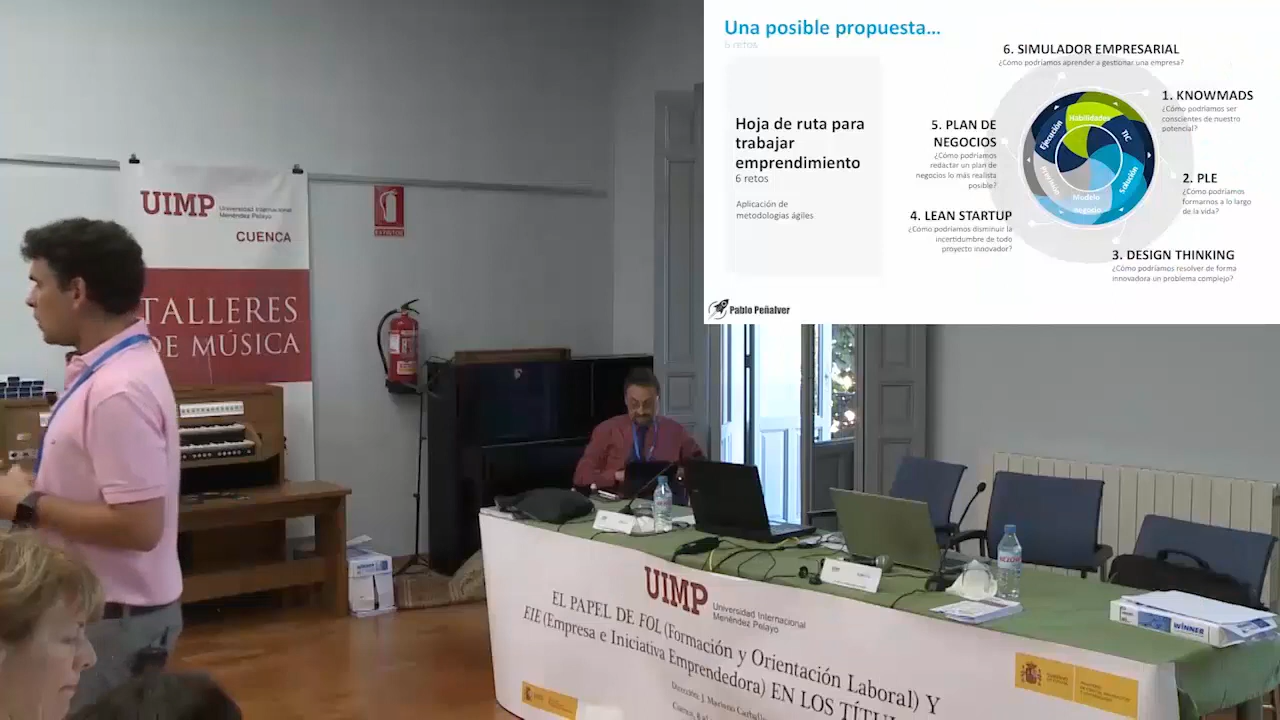 Una posible propuesta...
5 retos
Hoja de ruta para
trabajar
emprendimiento
6 retos
Aplicación de
metodologías ágiles
6. SIMULADOR EMPRESARIAL
¿Cómo podríamos aprender a gestionar una empresa?
1. KNOWMADS
¿Cómo podríamos ser
conscientes de nuestro
potencial?
2. PLE
¿Cómo podríamos
formarnos a lo largo
de la vida?
3. DESIGN THINKING
¿Cómo podríamos resolver de forma
innovadora un problema complejo?
4. LEAN STARTUP
¿Cómo podríamos disminuir la
incertidumbre de todo
proyecto innovador?
5. PLAN DE
NEGOCIOS
¿Cómo podríamos
redactar un plan de
negocios lo más realista
posible?
Habilidades
TIC
Solución
Modelo
negocio
Ejecución
Pablo Peñalver
UIMP
Universidad Internacional
Menéndez Pelayo
CUENCA
TALLERES
DE MÚSICA
EXTINTOR
UIMP
Universidad Internacional
Menéndez Pelayo
EL PAPEL DE FOL (Formación y Orientación Laboral) Y
EIE (Empresa e Iniciativa Emprendedora) EN LOS
WINNER